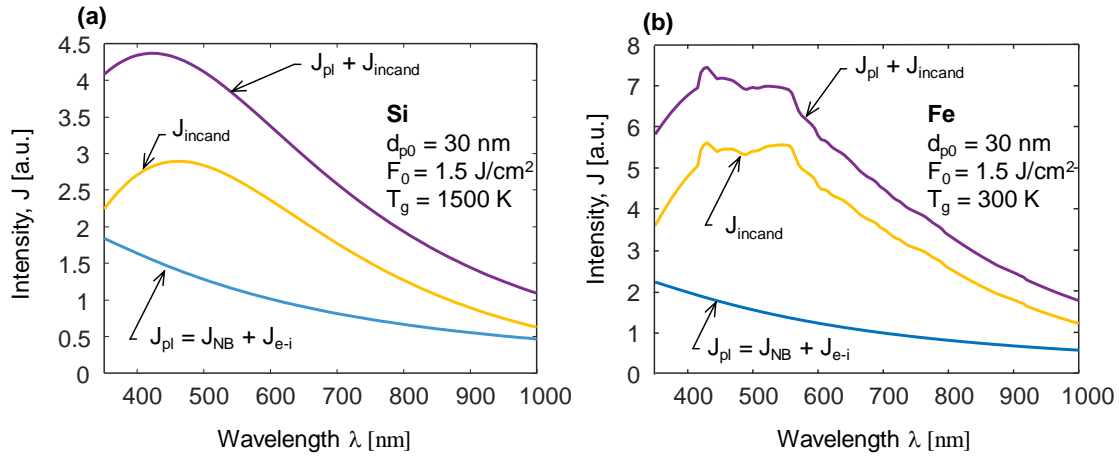 (a)
4.5
4
3.5
3
2.5
2
1.5
1
0.5
0
Intensity, J [a.u.]
400 500 600 700 800 900 1000
Wavelength λ [nm]
J_pl + J_incand
J_incand
J_pl = J_NB + J_e-i
Si
d_p0 = 30 nm
F_0 = 1.5 J/cm²
T_g = 1500 K
(b)
8
7
6
5
4
3
2
1
0
Intensity, J [a.u.]
400 500 600 700 800 900 1000
Wavelength λ [nm]
J_pl + J_incand
J_incand
J_pl = J_NB + J_e-i
Fe
d_p0 = 30 nm
F_0 = 1.5 J/cm²
T_g = 300 K